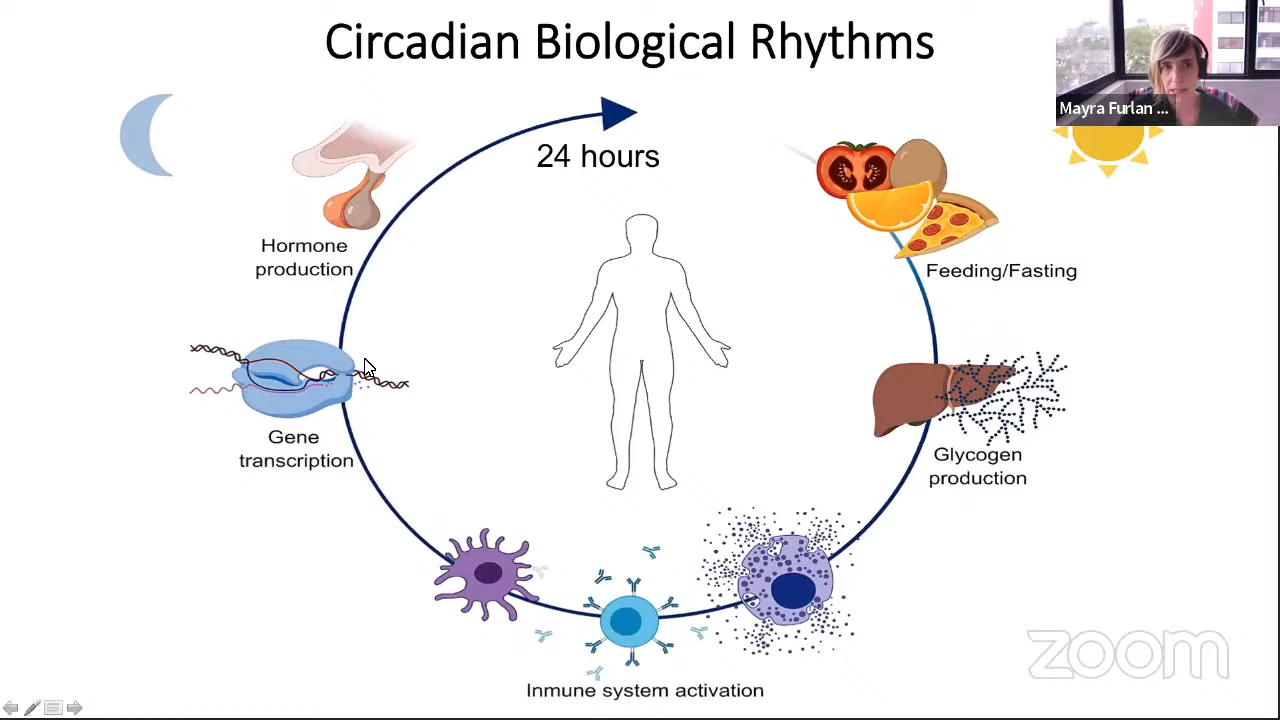 Circadian Biological Rhythms
Mayra Furlan ...
24 hours
Hormone
production
Feeding/Fasting
Gene
transcription
Glycogen
production
Inmune system activation
zoom